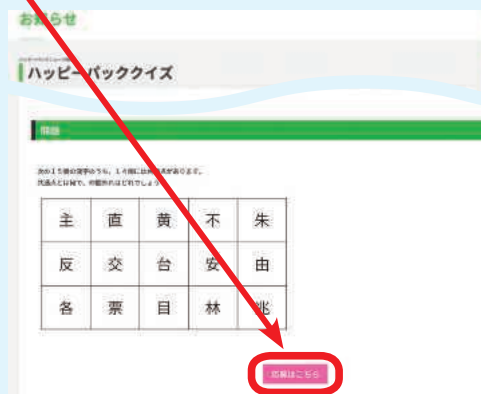 お知らせ
ハッピーパッククイズ
問題
次の15個の漢字のうち、14個には共通点があります。
共通点とは何で、仲間外れはどれでしょう
主 直 黄 不 朱
反 交 台 安 由
各 票 目 林 兆
応募はこちら